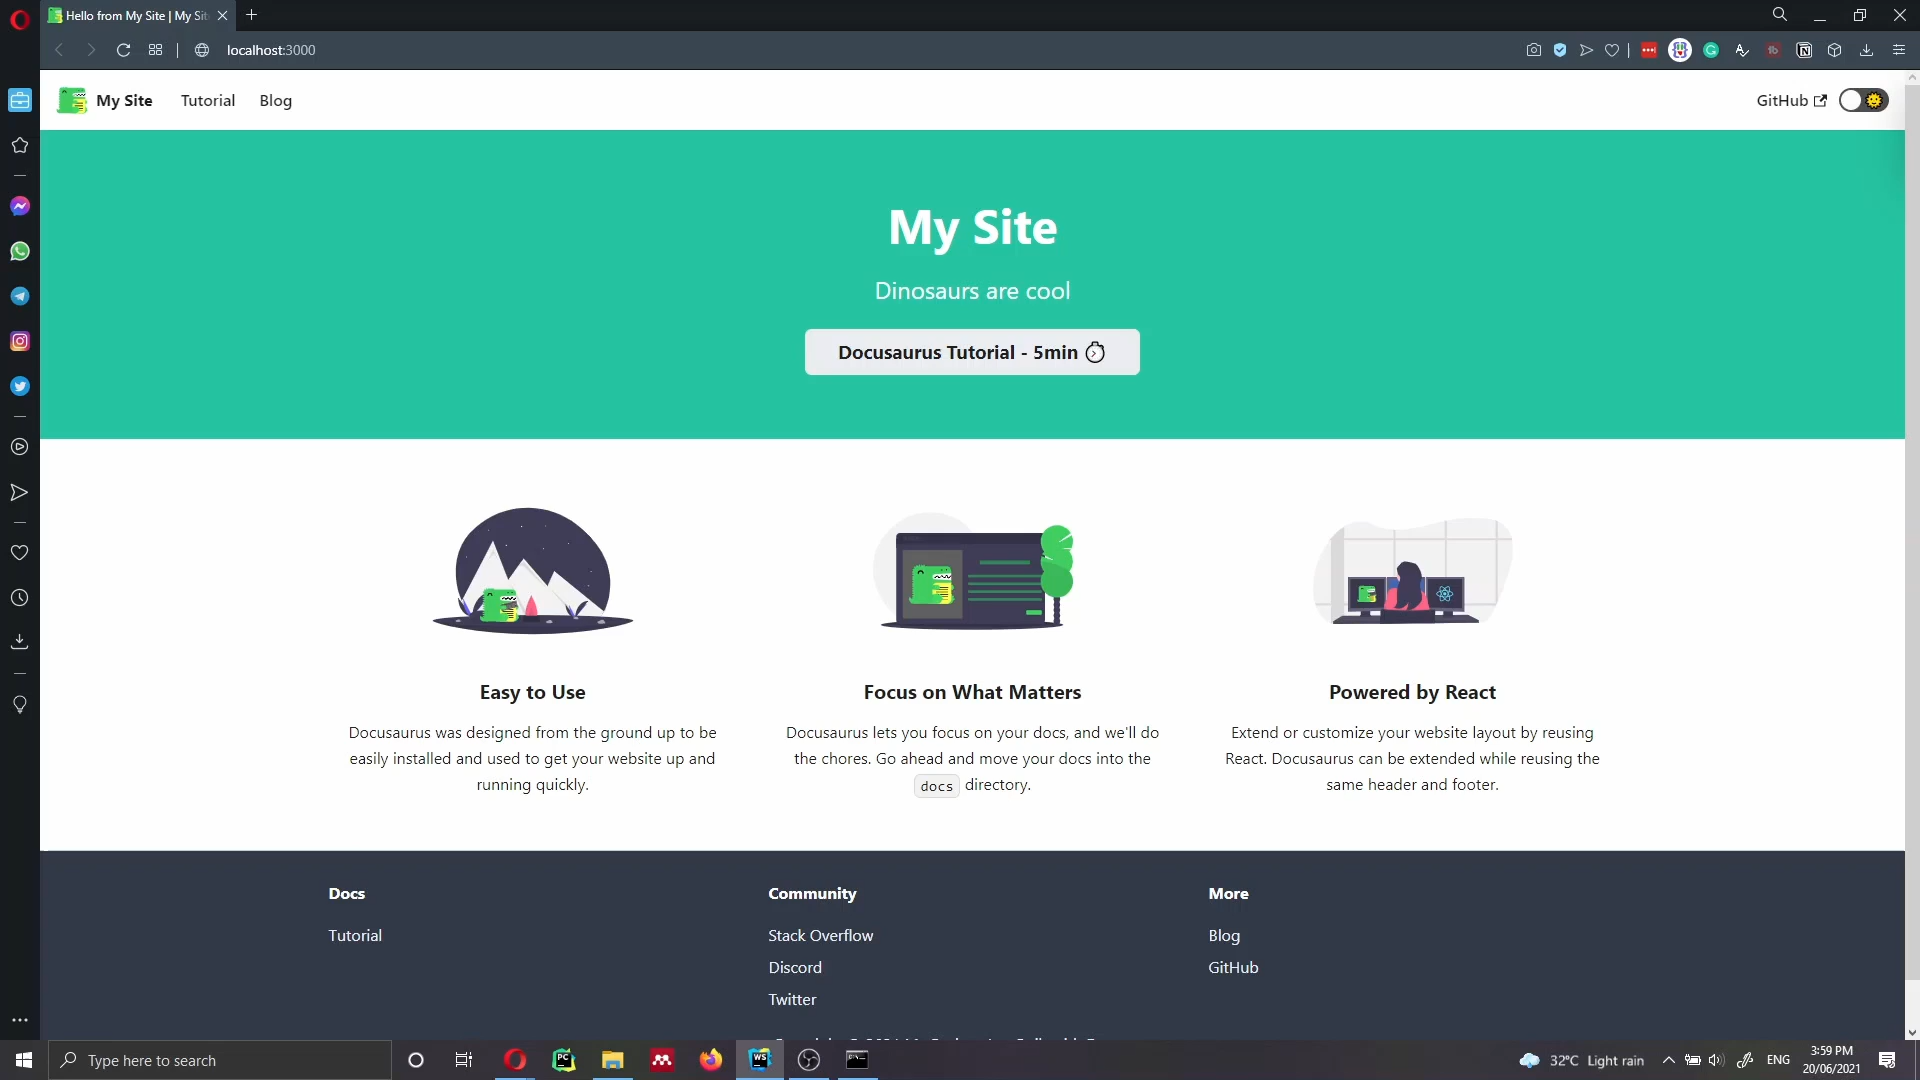 Hello from My Site | My Sit
localhost:3000
My Site
Tutorial
Blog
GitHub
My Site
Dinosaurs are cool
Docusaurus Tutorial - 5min
Easy to Use
Docusaurus was designed from the ground up to be
easily installed and used to get your website up and
running quickly.
Focus on What Matters
Docusaurus lets you focus on your docs, and we'll do
the chores. Go ahead and move your docs into the
docs directory.
Powered by React
Extend or customize your website layout by reusing
React. Docusaurus can be extended while reusing the
same header and footer.
Docs
Tutorial
Community
Stack Overflow
Discord
Twitter
More
Blog
GitHub
Type here to search
PC
WS
32°C Light rain
ENG
3:59 PM
20/06/2021